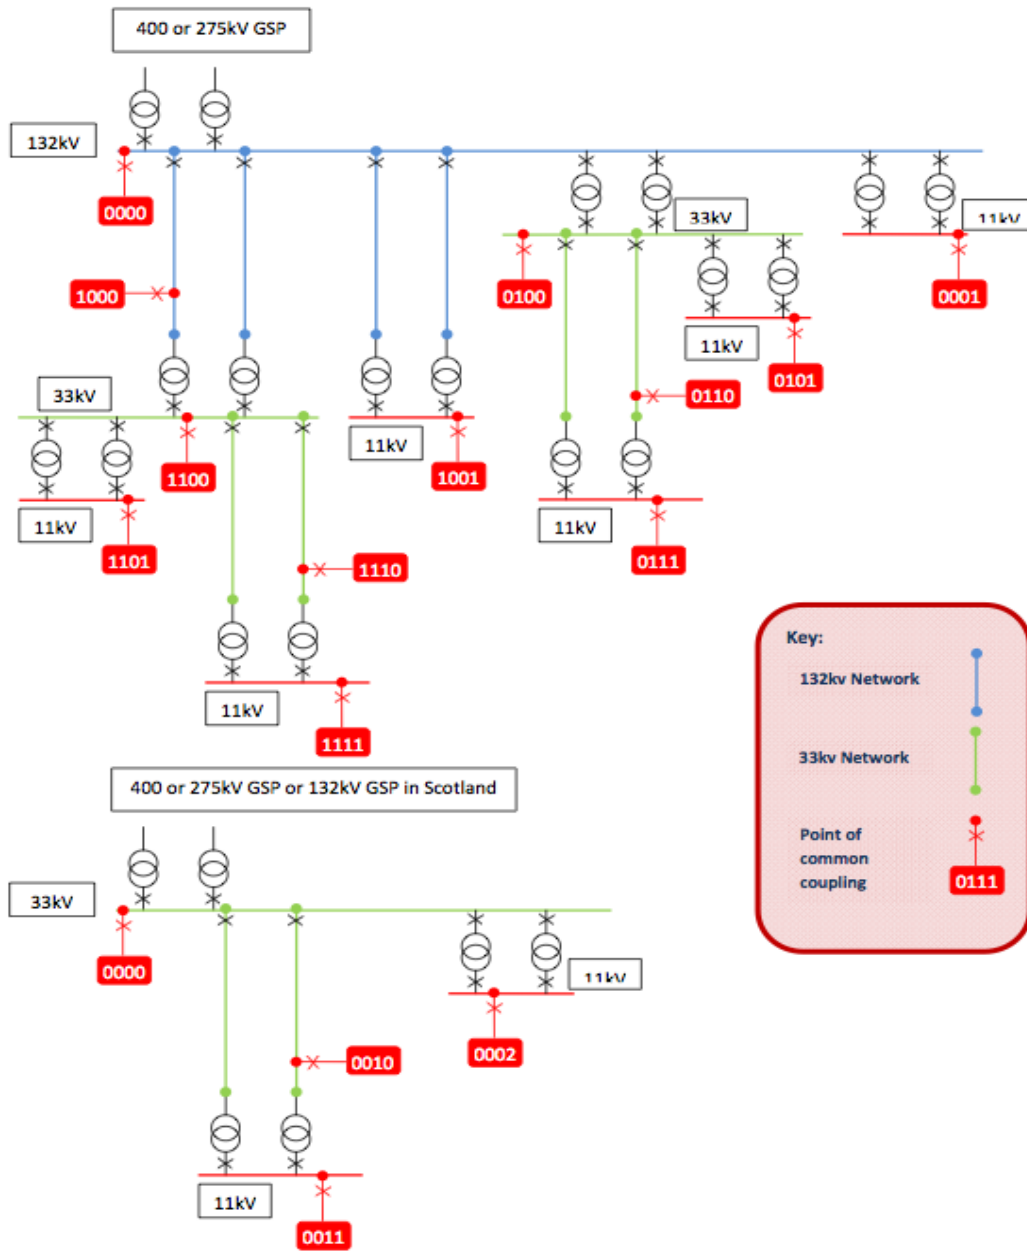 400 or 275kV GSP
132kV
0000
33kV
11kV
1000
0100
0001
11kV
0101
33kV
0110
11kV
1100
1001
11kV
11kV
1101
0111
1110
Key:
132kv Network
11kV
33kv Network
1111
400 or 275kV GSP or 132kV GSP in Scotland
Point of
common
coupling
0111
33kV
0000
11kV
0002
0010
11kV
0011